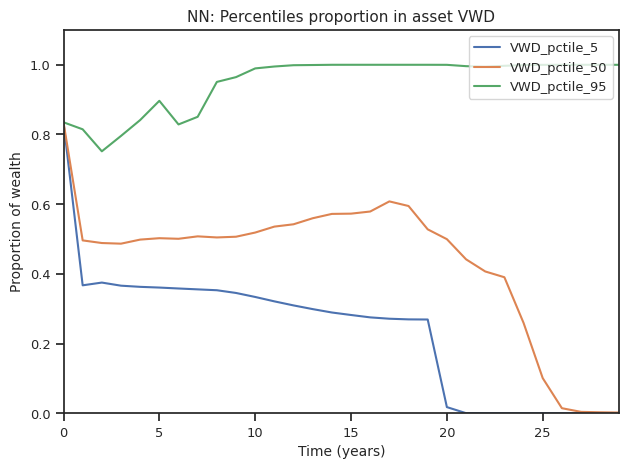 NN: Percentiles proportion in asset VWD
VWD_pctile_5
VWD_pctile_50
VWD_pctile_95
Proportion of wealth
1.0
0.8
0.6
0.4
0.2
0.0
0 5 10 15 20 25
Time (years)